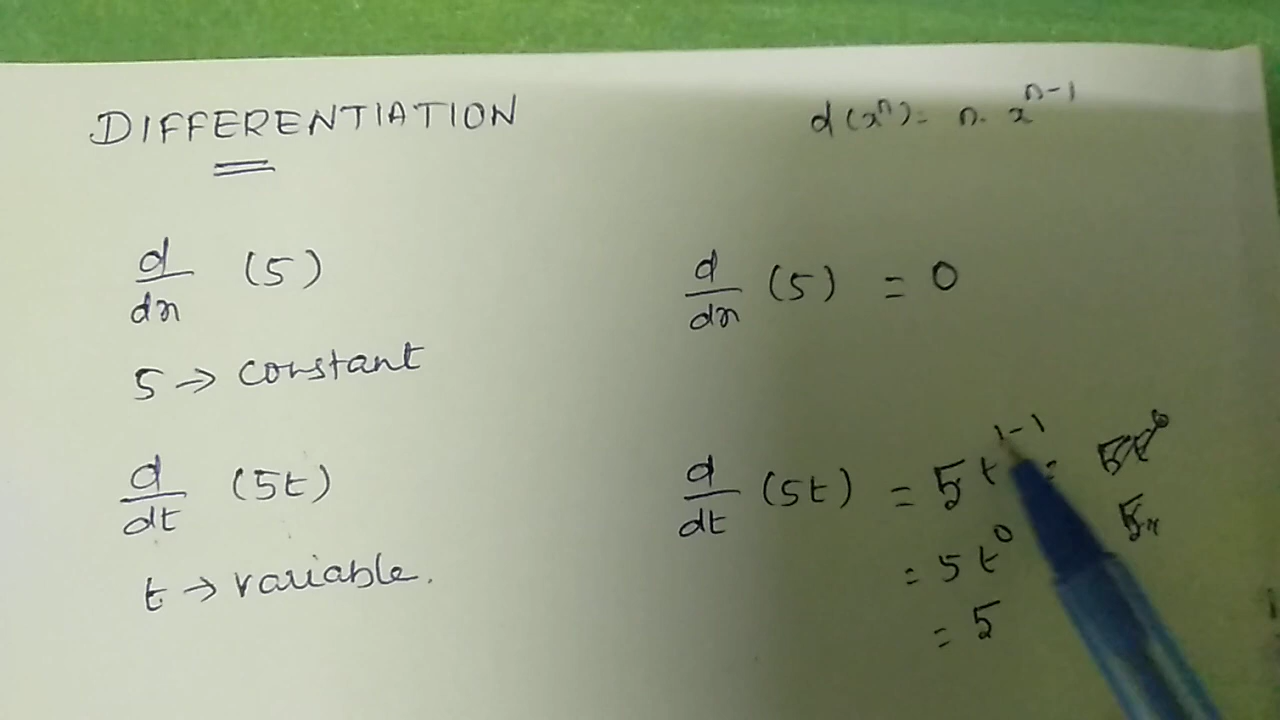 DIFFERENTIATION
d(xⁿ) = n. xⁿ⁻¹
d/dx (5)
5 → constant
d/dt (5t)
t → variable.
d/dx (5) = 0
d/dt (5t) = 5t¹⁻¹ =
= 5t⁰
= 5